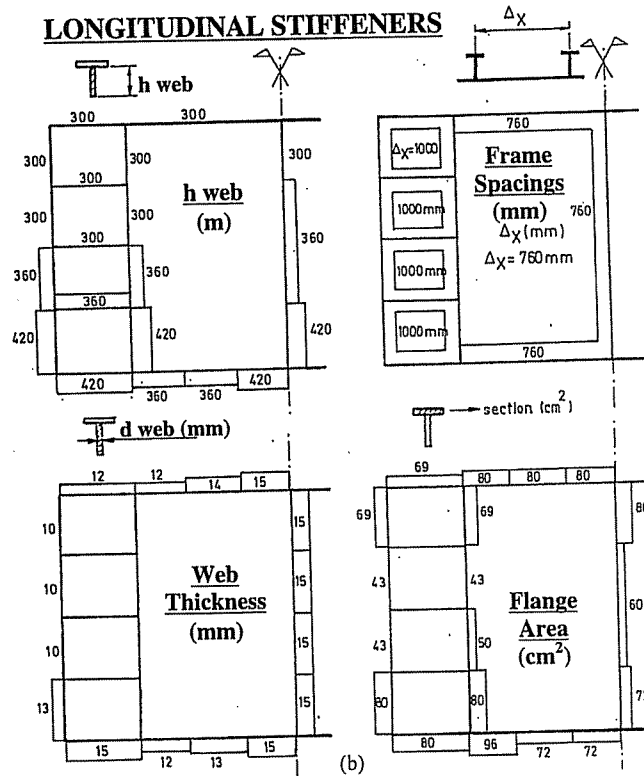 LONGITUDINAL STIFFENERS
h web
300
300
300
300
300
300
300
300
h web
(m)
300
300
360
360
360
360
420
420
420
420
360
360
420
Δx
760
Δx=1000
Frame
Spacings
(mm)
1000mm
760
Δx(mm)
Δx=760mm
1000mm
1000mm
760
d web (mm)
12
12
14
15
10
15
10
15
Web
Thickness
(mm)
10
15
13
15
15
12
13
15
section (cm²)
69
80
80
80
69
69
43
43
60
Flange
Area
(cm²)
43
50
80
80
80
96
72
72
(b)